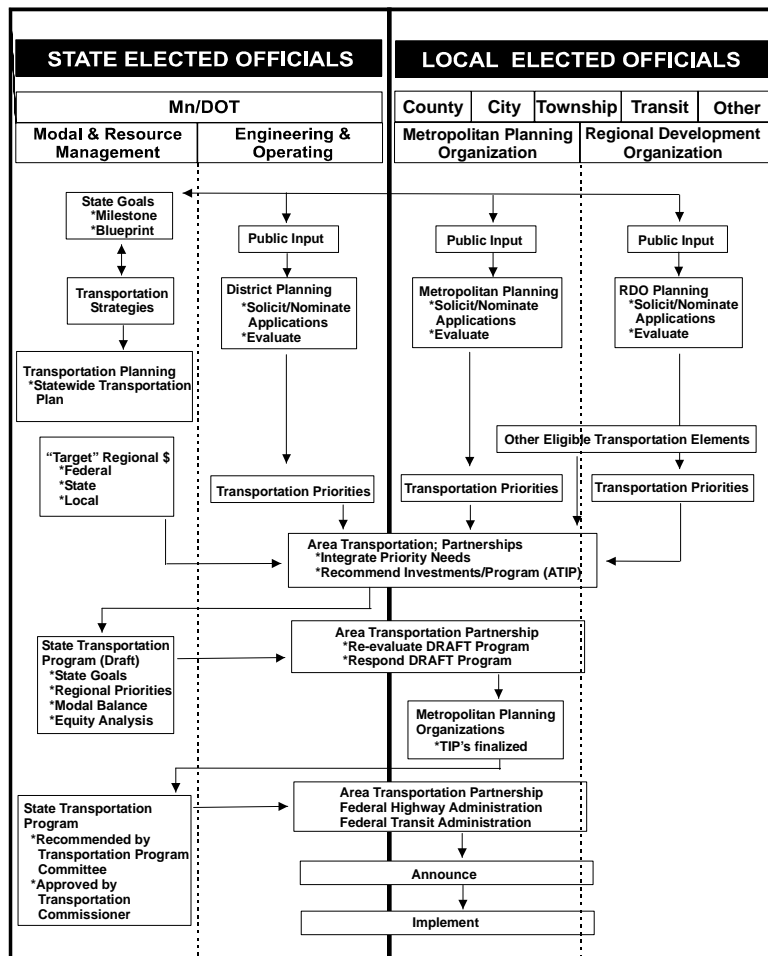 STATE ELECTED OFFICIALS
LOCAL ELECTED OFFICIALS
Mn/DOT
County
City
Township
Transit
Other
Modal & Resource
Management
Engineering &
Operating
Metropolitan Planning
Organization
Regional Development
Organization
State Goals
*Milestone
*Blueprint
Public Input
Public Input
Public Input
Transportation
Strategies
District Planning
*Solicit/Nominate
Applications
*Evaluate
Metropolitan Planning
*Solicit/Nominate
Applications
*Evaluate
RDO Planning
*Solicit/Nominate
Applications
*Evaluate
Transportation Planning
*Statewide Transportation
Plan
Other Eligible Transportation Elements
“Target” Regional $
*Federal
*State
*Local
Transportation Priorities
Transportation Priorities
Transportation Priorities
Area Transportation; Partnerships
*Integrate Priority Needs
*Recommend Investments/Program (ATIP)
State Transportation
Program (Draft)
*State Goals
*Regional Priorities
*Modal Balance
*Equity Analysis
Area Transportation Partnership
*Re-evaluate DRAFT Program
*Respond DRAFT Program
Metropolitan Planning
Organizations
*TIP's finalized
State Transportation
Program
*Recommended by
Transportation Program
Committee
*Approved by
Transportation
Commissioner
Area Transportation Partnership
Federal Highway Administration
Federal Transit Administration
Announce
Implement